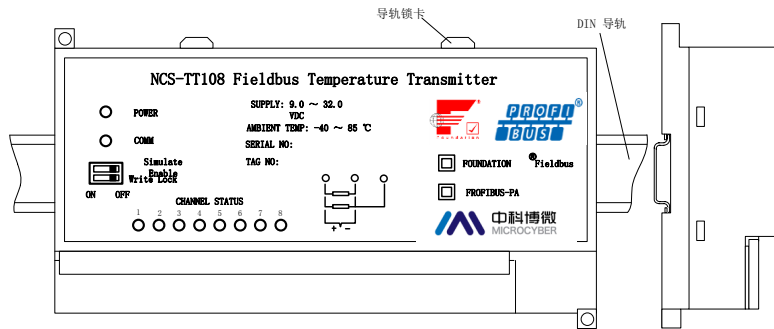 导轨锁卡
DIN 导轨
NCS-TT108 Fieldbus Temperature Transmitter
POWER
COMM
Simulate
Enable
Write Lock
ON OFF
SUPPLY: 9.0 ~ 32.0
VDC
AMBIENT TEMP: -40 ~ 85 ℃
SERIAL NO:
TAG NO:
CHANNEL STATUS
1 2 3 4 5 6 7 8
+ -
F
FOUNDATION
PROFI
BUS
®
FOUNDATION ®Fieldbus
PROFIBUS-PA
中科博微
MICROCYBER